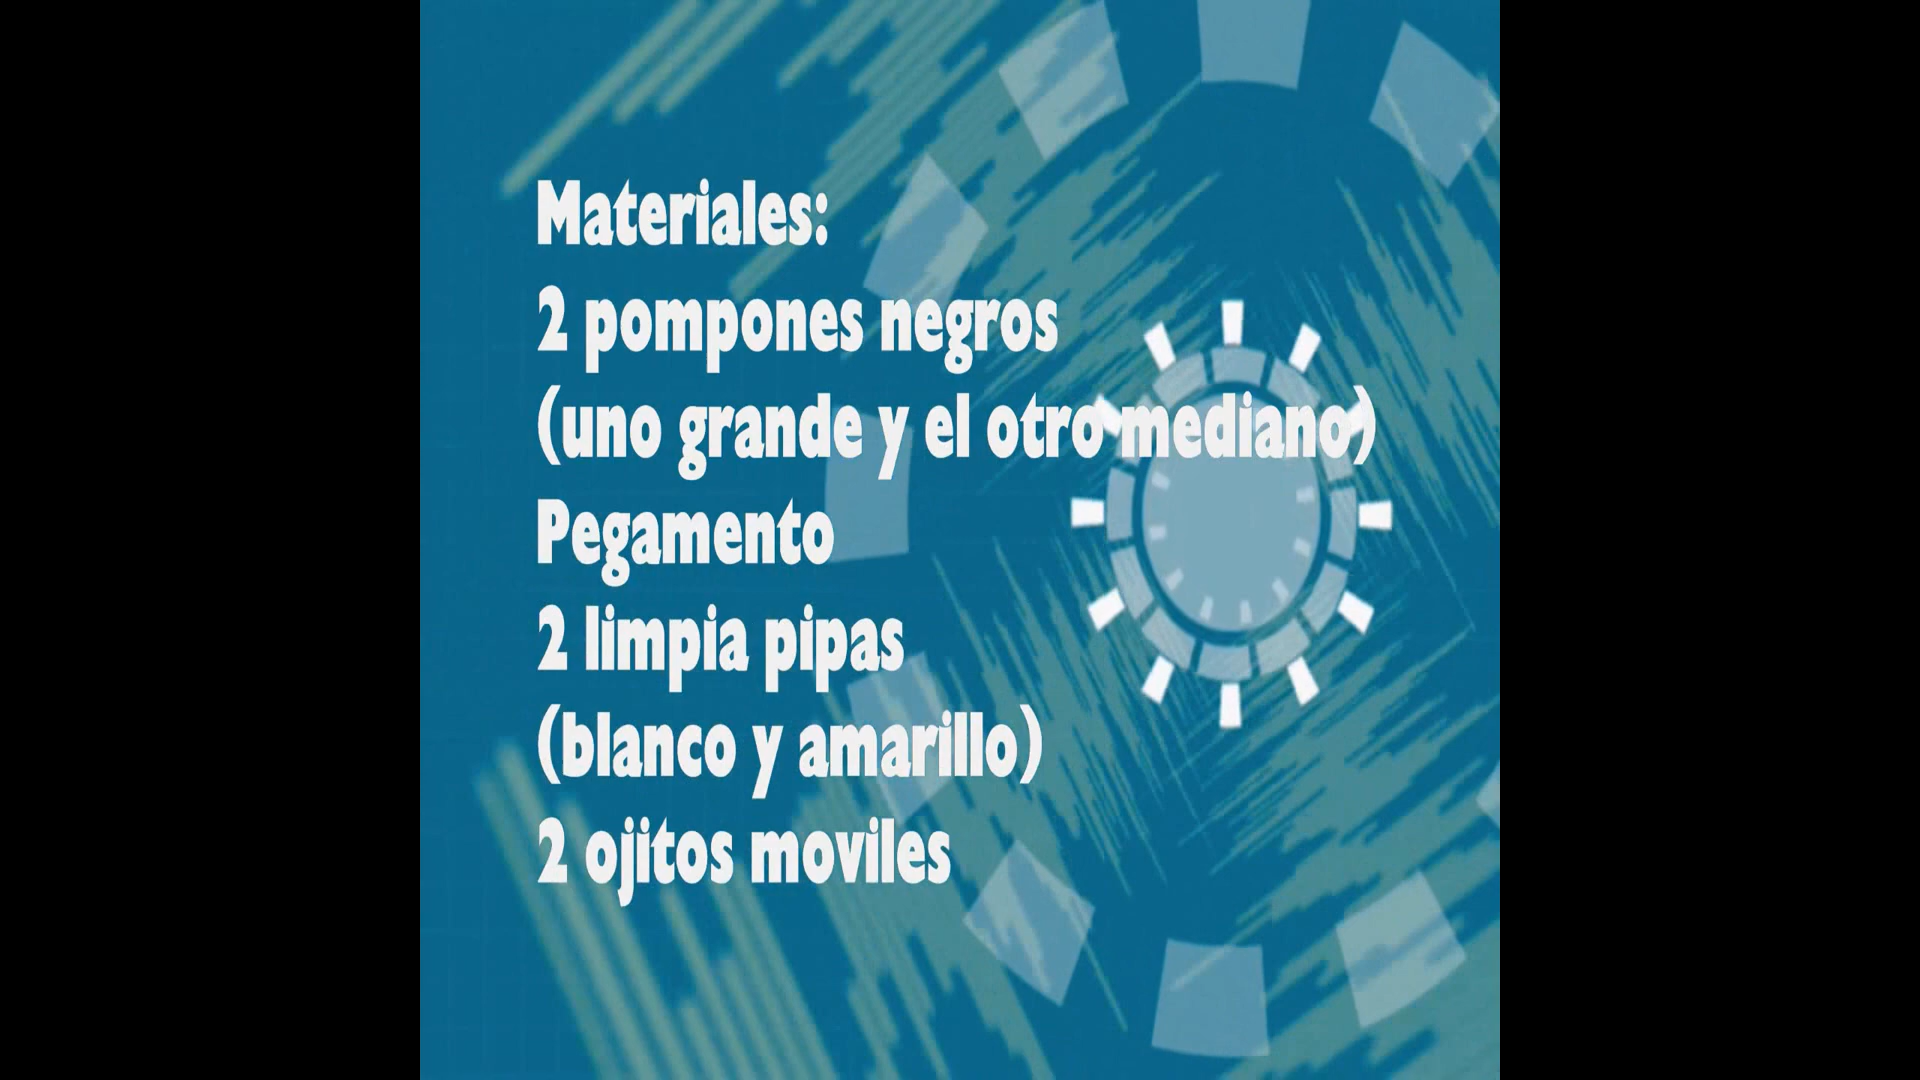 Materiales:
2 pompones negros
(uno grande y el otro mediano)
Pegamento
2 limpia pipas
(blanco y amarillo)
2 ojitos moviles